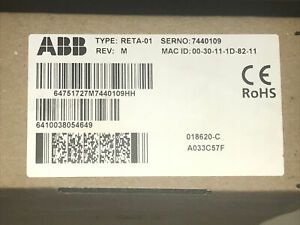 ABB
TYPE: RETA-01 SERNO: 7440109
REV: M MAC ID: 00-30-11-1D-82-11
64751727M7440109HH
CE
RoHS
6410038054649
018620-C
A033C57F